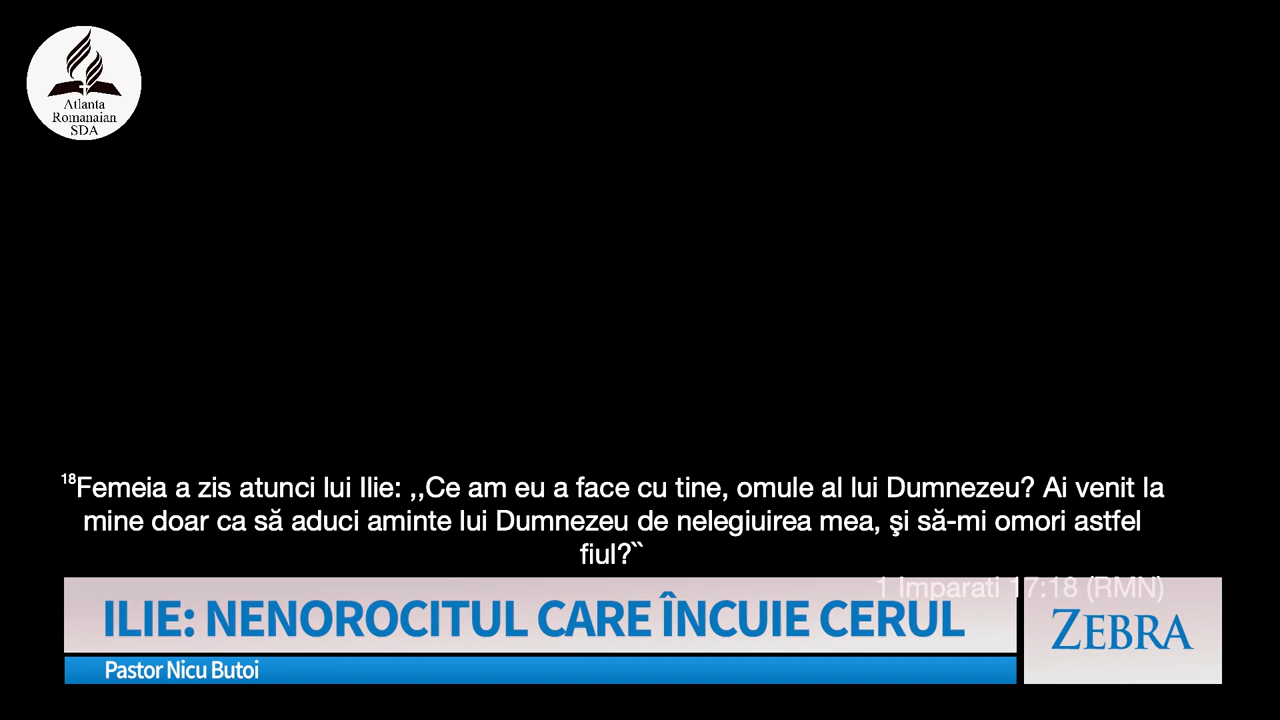 Atlanta
Romanaian
SDA
¹⁸Femeia a zis atunci lui Ilie: ,,Ce am eu a face cu tine, omule al lui Dumnezeu? Ai venit la
mine doar ca să aduci aminte lui Dumnezeu de nelegiuirea mea, şi să-mi omori astfel
fiul?``
1 Imparati 17:18 (RMN)
ILIE: NENOROCITUL CARE ÎNCUIE CERUL
ZEBRA
Pastor Nicu Butoi